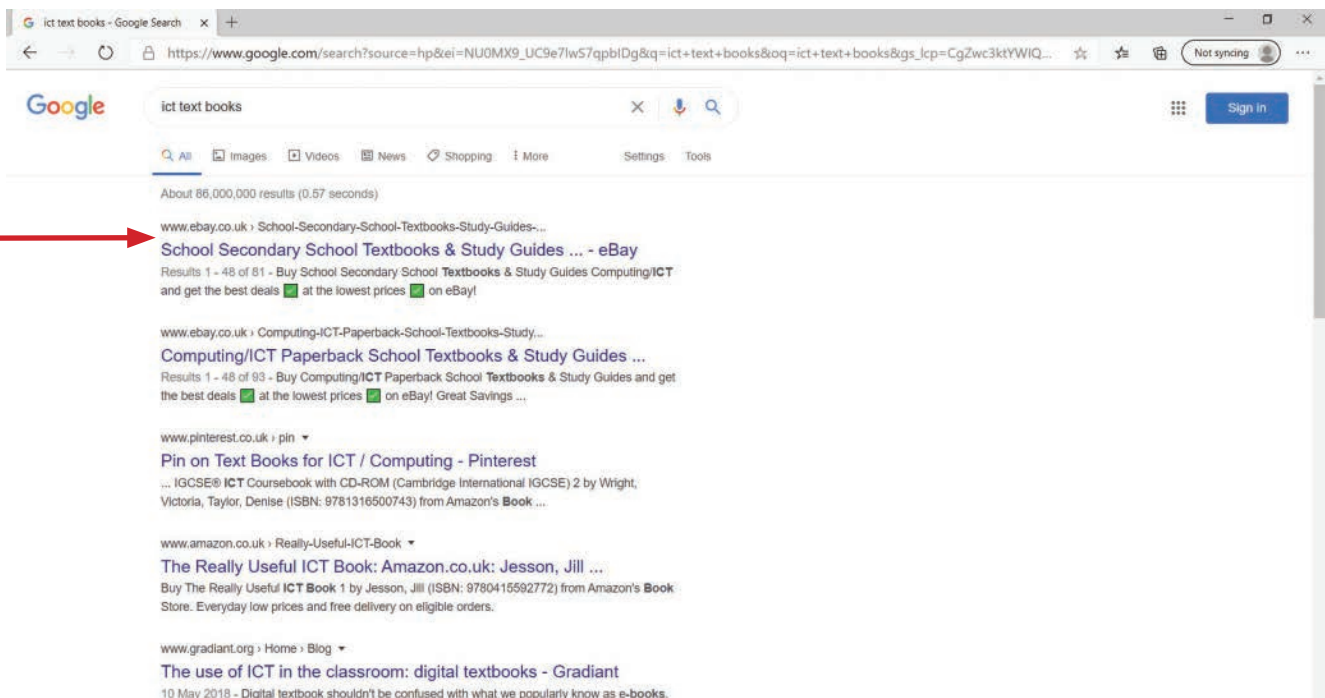 ict text books - Google Search
https://www.google.com/search?source=hp&ei=NU0MX9_UC9e7lwS7qpbIDg&q=ict+text+books&oq=ict+text+books&gs_lcp=CgZwc3ktYWIQ...
Not syncing
Google
ict text books
Sign in
All Images Videos News Shopping More Settings Tools
About 86,000,000 results (0.57 seconds)
www.ebay.co.uk › School-Secondary-School-Textbooks-Study-Guides-...
School Secondary School Textbooks & Study Guides ... - eBay
Results 1 - 48 of 81 - Buy School Secondary School Textbooks & Study Guides Computing/ICT
and get the best deals ✅ at the lowest prices ✅ on eBay!
www.ebay.co.uk › Computing-ICT-Paperback-School-Textbooks-Study...
Computing/ICT Paperback School Textbooks & Study Guides ...
Results 1 - 48 of 93 - Buy Computing/ICT Paperback School Textbooks & Study Guides and get
the best deals ✅ at the lowest prices ✅ on eBay! Great Savings ...
www.pinterest.co.uk › pin
Pin on Text Books for ICT / Computing - Pinterest
... IGCSE® ICT Coursebook with CD-ROM (Cambridge International IGCSE) 2 by Wright,
Victoria, Taylor, Denise (ISBN: 9781316500743) from Amazon's Book ...
www.amazon.co.uk › Really-Useful-ICT-Book
The Really Useful ICT Book: Amazon.co.uk: Jesson, Jill ...
Buy The Really Useful ICT Book 1 by Jesson, Jill (ISBN: 9780415592772) from Amazon's Book
Store. Everyday low prices and free delivery on eligible orders.
www.gradiant.org › Home › Blog
The use of ICT in the classroom: digital textbooks - Gradiant
10 May 2018 - Digital textbook shouldn't be confused with what we popularly know as e-books.